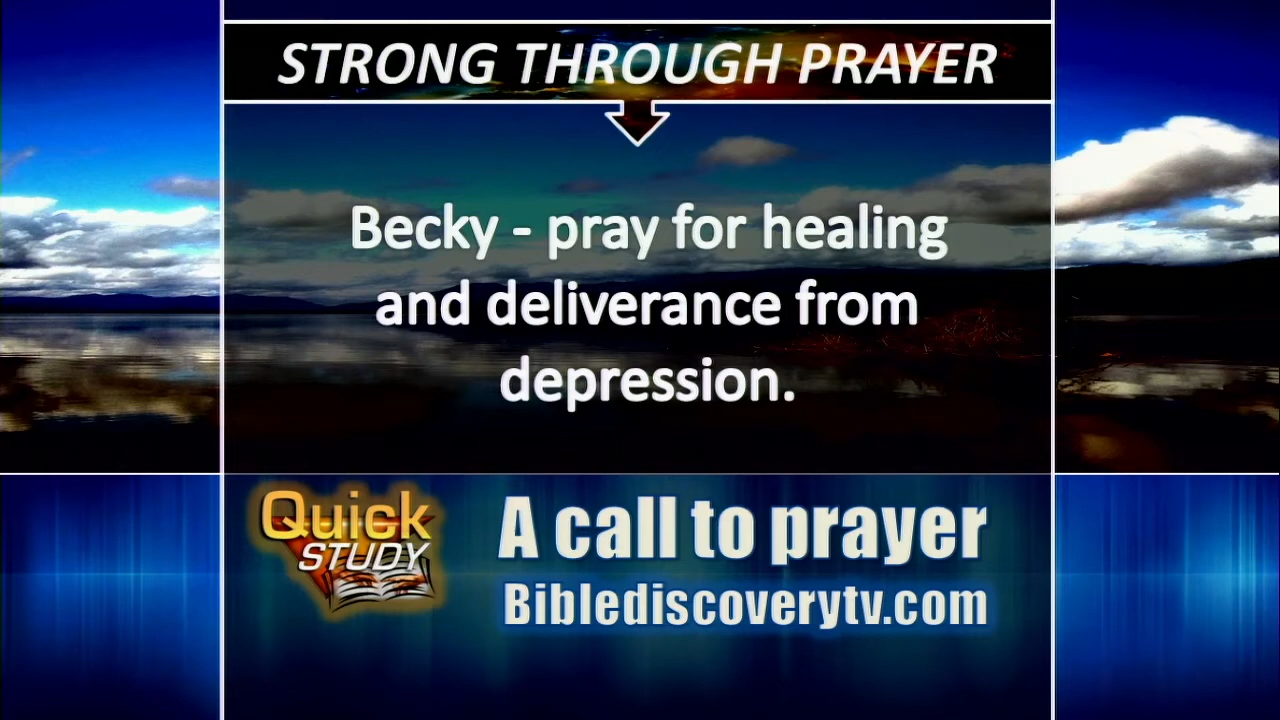 STRONG THROUGH PRAYER
Becky - pray for healing
and deliverance from
depression.
Quick
STUDY
A call to prayer
Biblediscoverytv.com